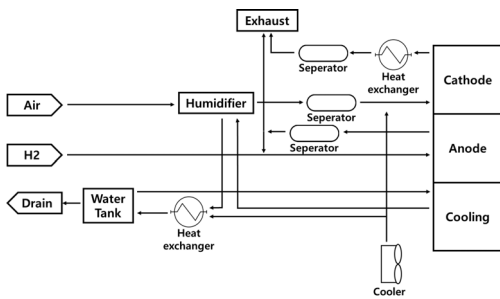 Exhaust
Seperator
Heat
exchanger
Cathode
Air
Humidifier
Seperator
Seperator
H2
Anode
Drain
Water
Tank
Heat
exchanger
Cooling
Cooler